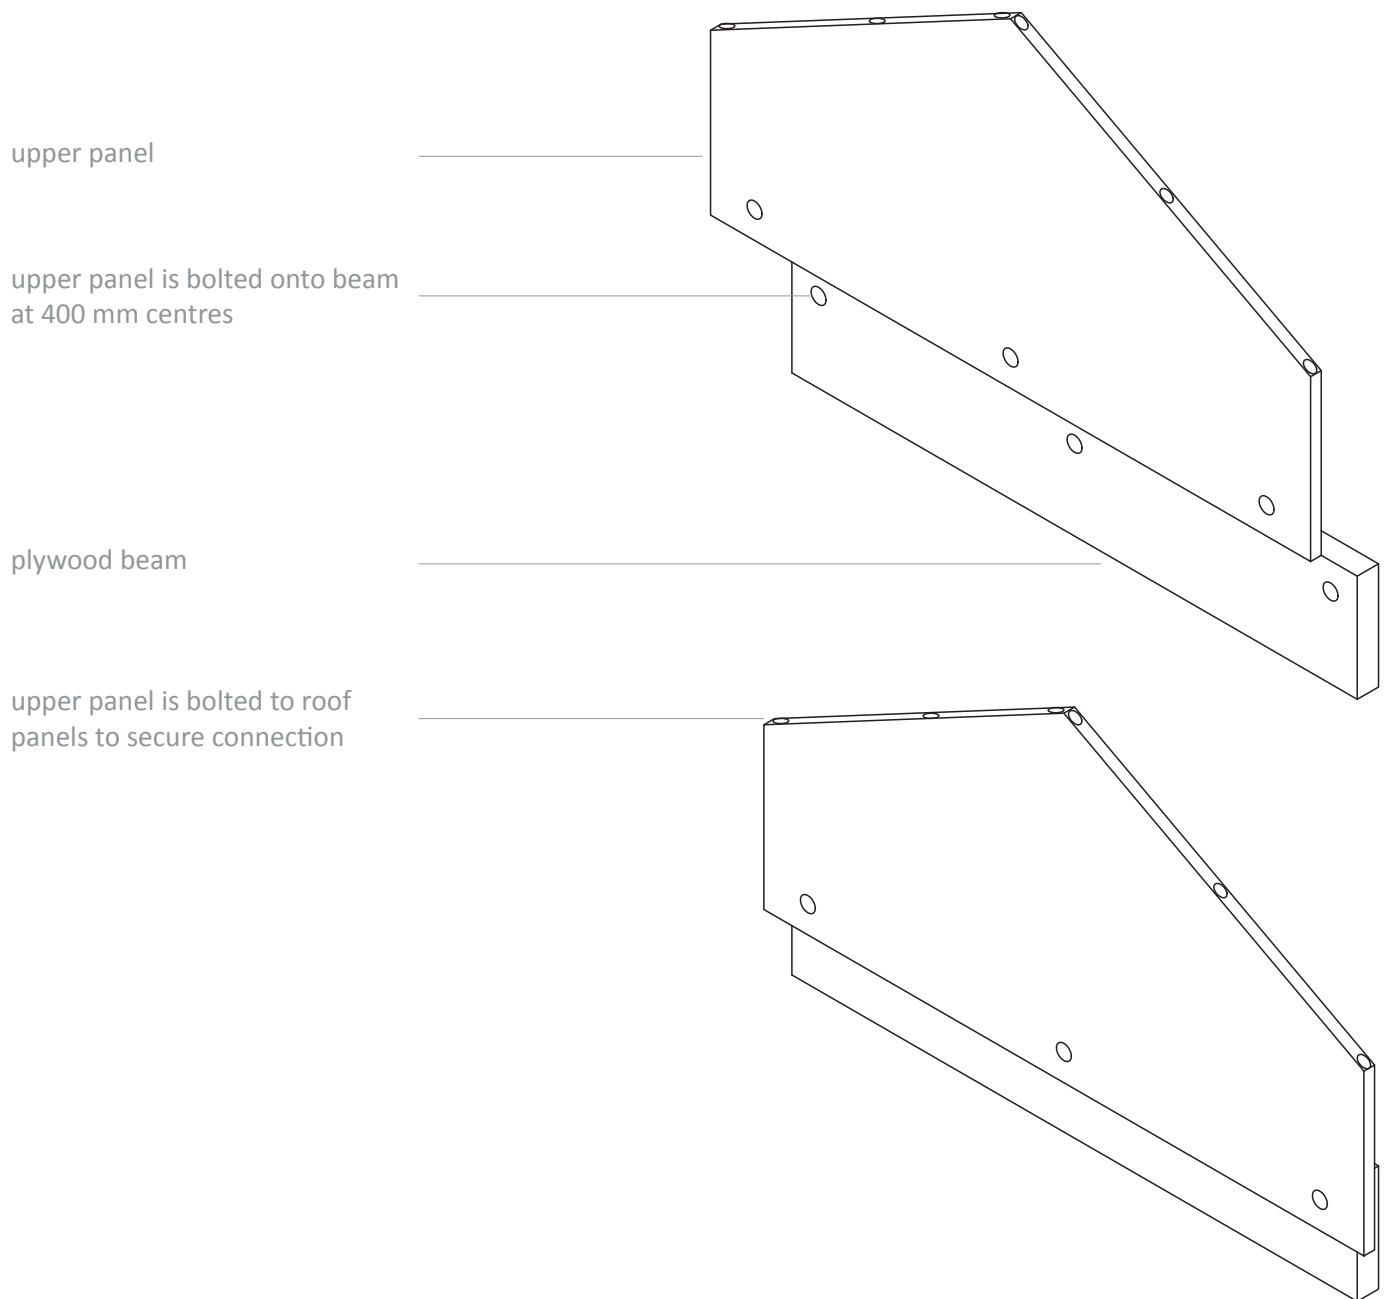 upper panel
upper panel is bolted onto beam
at 400 mm centres
plywood beam
upper panel is bolted to roof
panels to secure connection